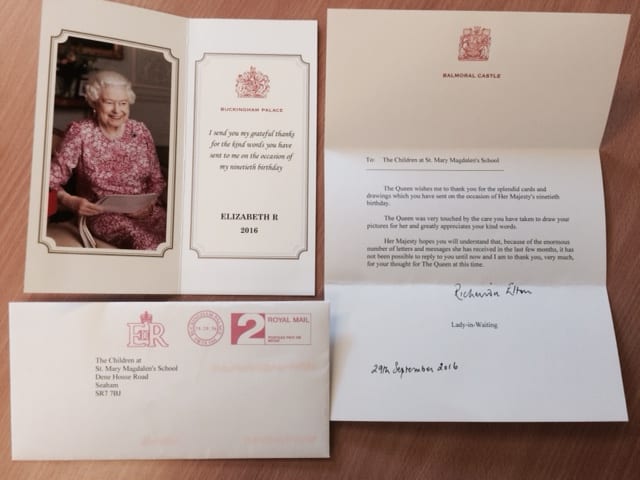 BUCKINGHAM PALACE
I send you my grateful thanks
for the kind words you have
sent to me on the occasion of
my ninetieth birthday
ELIZABETH R
2016
BALMORAL CASTLE
To: The Children at St. Mary Magdalen's School
The Queen wishes me to thank you for the splendid cards and
drawings which you have sent on the occasion of Her Majesty's ninetieth
birthday.
The Queen was very touched by the care you have taken to draw your
pictures for her and greatly appreciates your kind words.
Her Majesty hopes you will understand that, because of the enormous
number of letters and messages she has received in the last few months, it has
not been possible to reply to you until now and I am to thank you, very much,
for your thought for The Queen at this time.
Lady-in-Waiting
29th September 2016
EIIR
2
ROYAL MAIL
The Children at
St. Mary Magdalen's School
Dene House Road
Seaham
SR7 7BJ